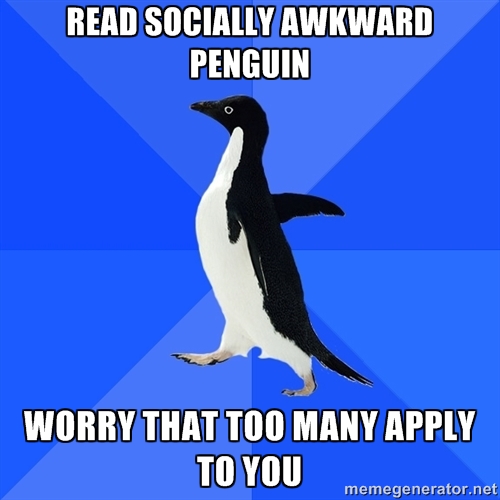 READ SOCIALLY AWKWARD
PENGUIN
WORRY THAT TOO MANY APPLY
TO YOU
memegenerator.net